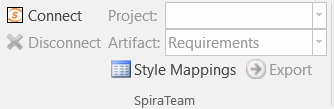 Connect Project:
Disconnect Artifact: Requirements
Style Mappings Export
SpiraTeam